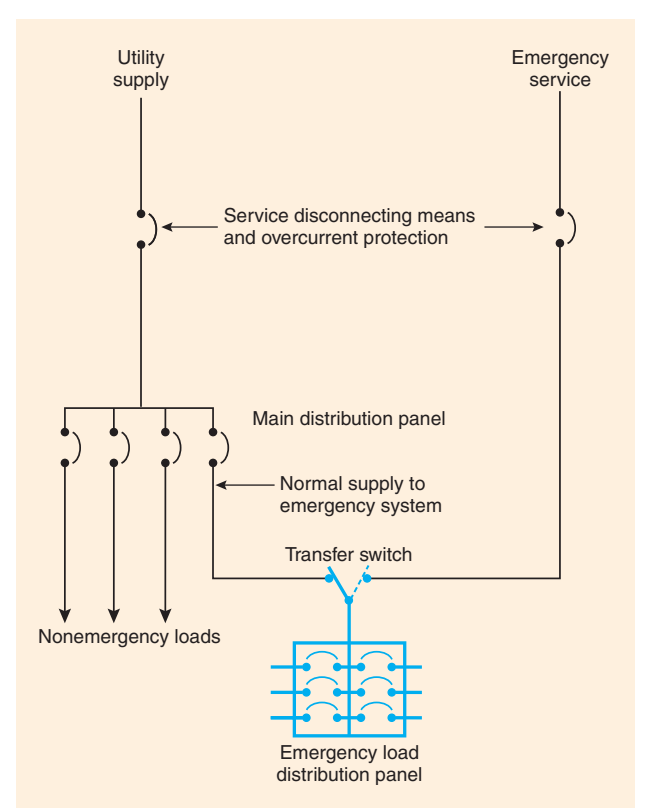 Utility
supply
Emergency
service
Service disconnecting means
and overcurrent protection
Main distribution panel
Normal supply to
emergency system
Transfer switch
Nonemergency loads
Emergency load
distribution panel